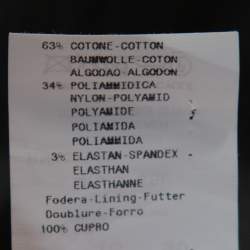 63% COTONE-COTTON
BAUMWOLLE-COTON
ALGODAO-ALGODON
34% POLIAMMIDICA
NYLON-POLYAMID
POLYAMIDE
POLIAMIDA
POLIAMMIDA
3% ELASTAN-SPANDEX
ELASTHAN
ELASTHANNE
Fodera-Lining-Futter
Doublure-Forro
100% CUPRO